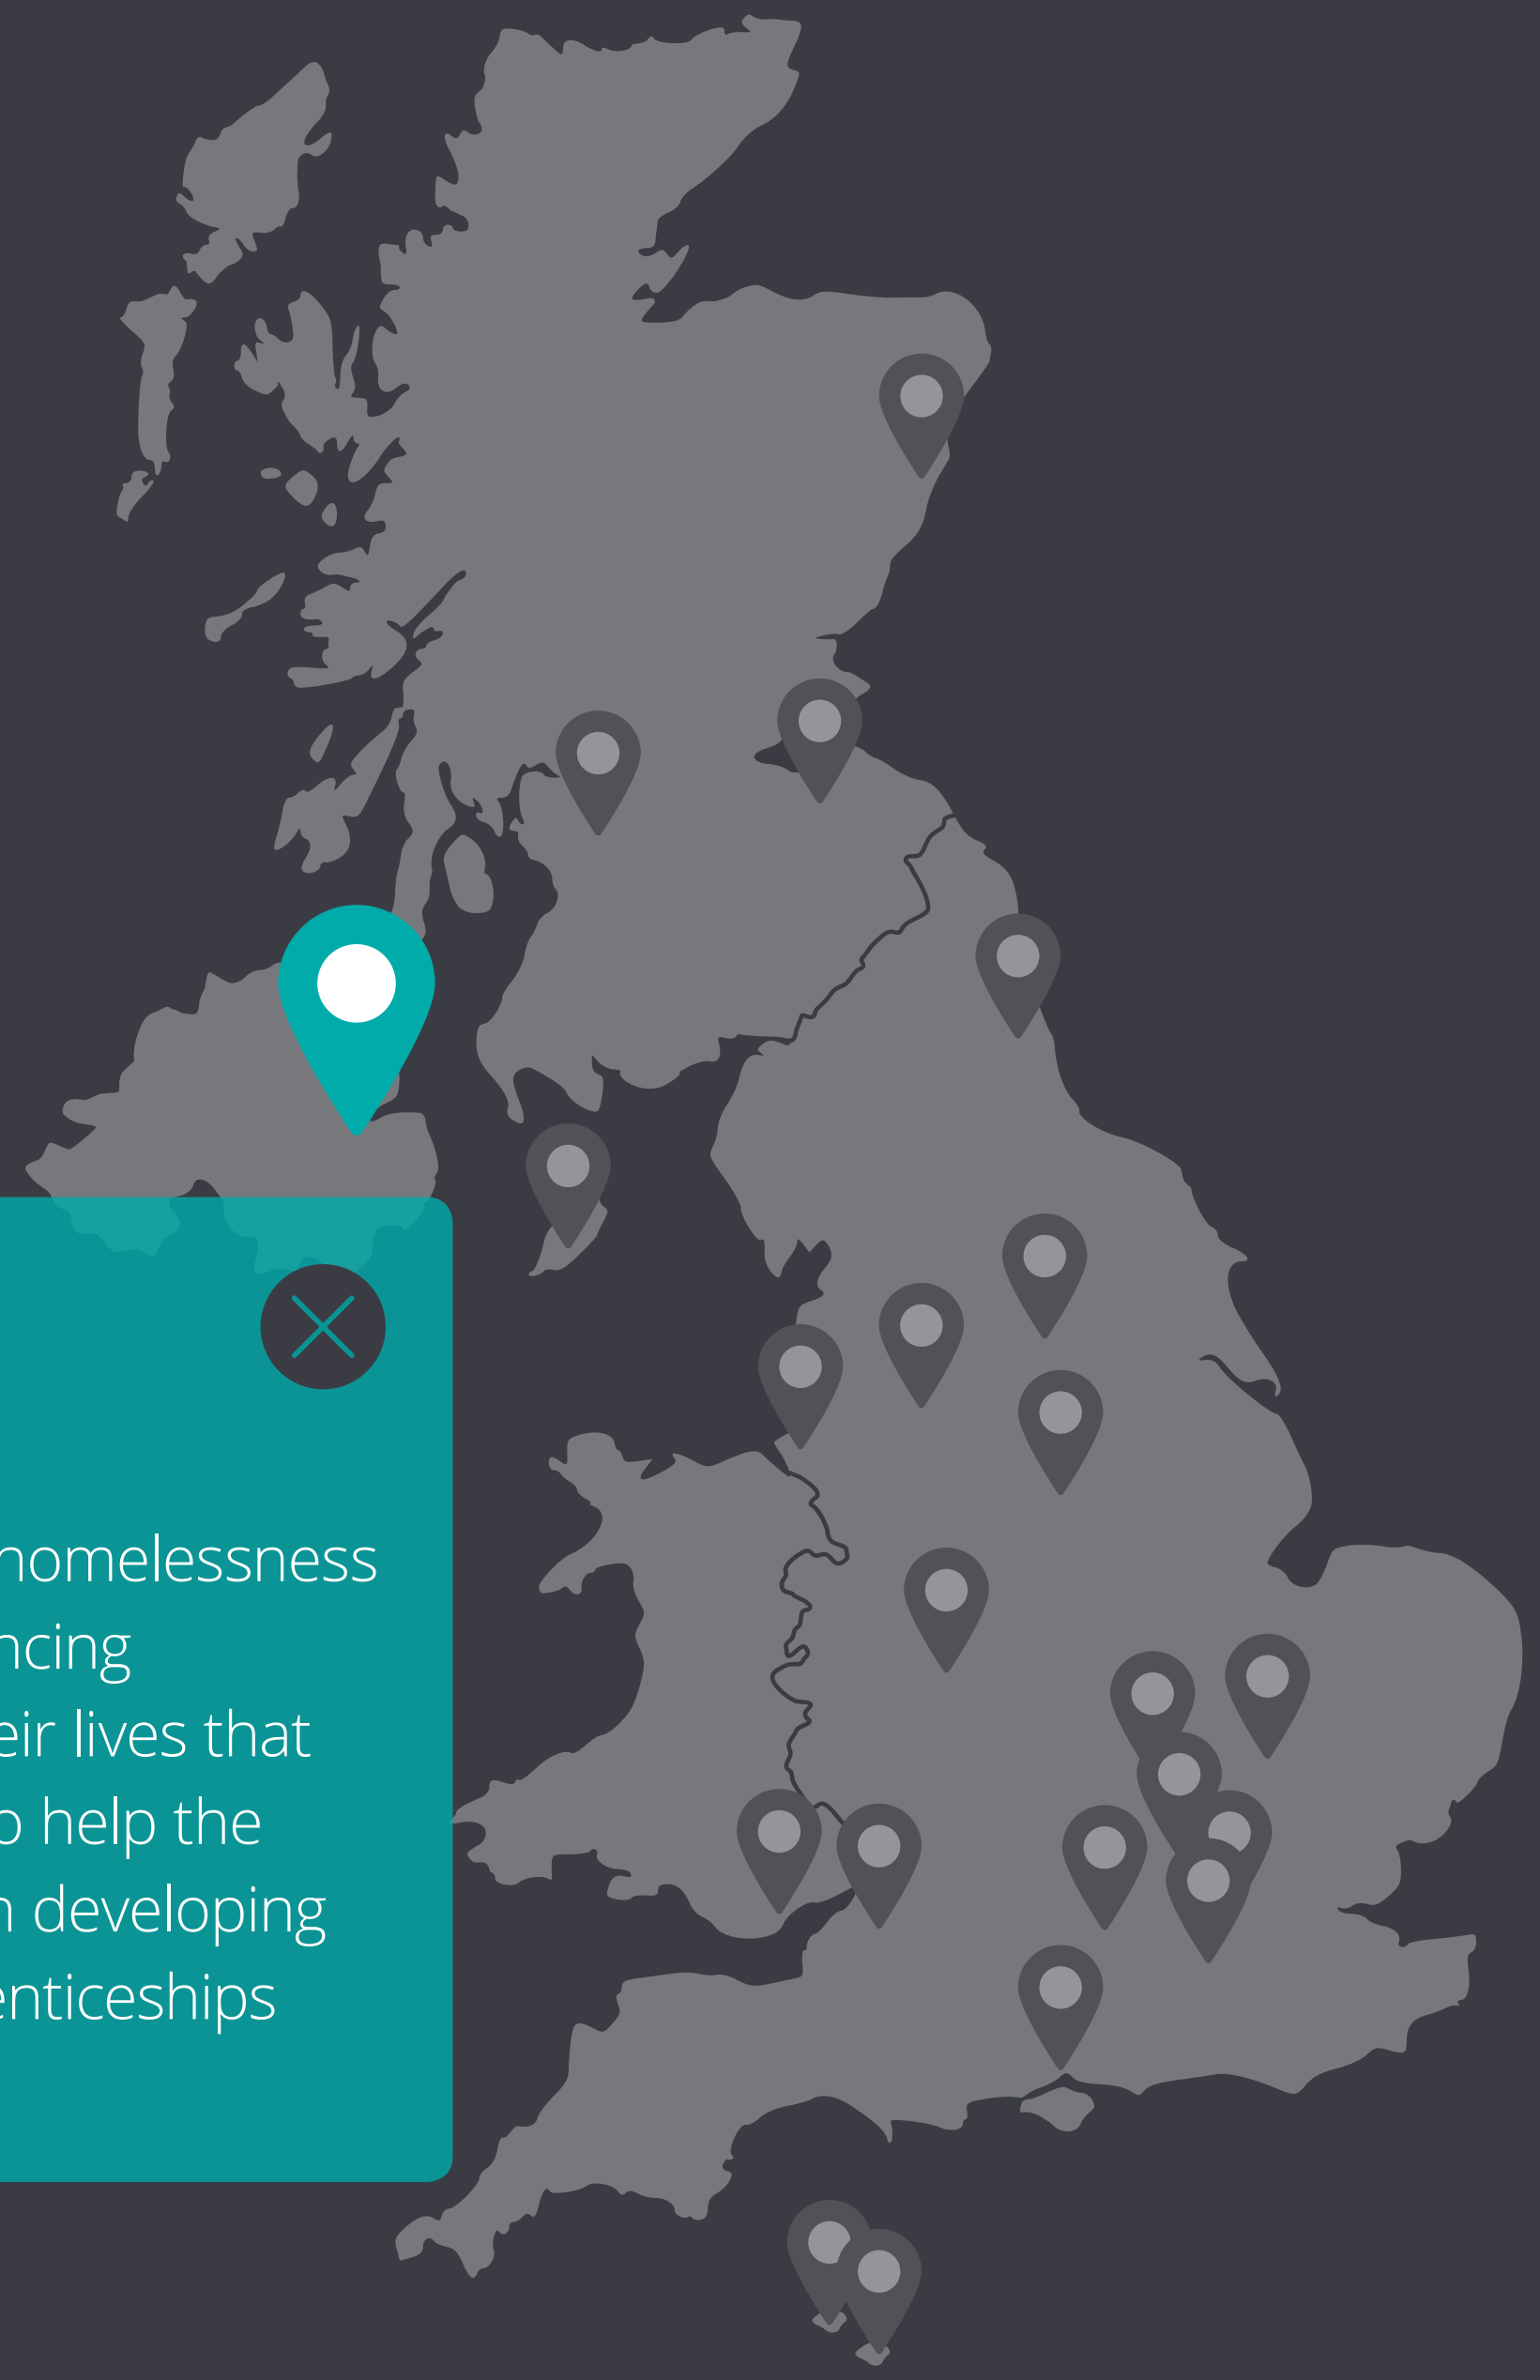 homelessness
ncing
eir lives that
help the
developing
enticeships